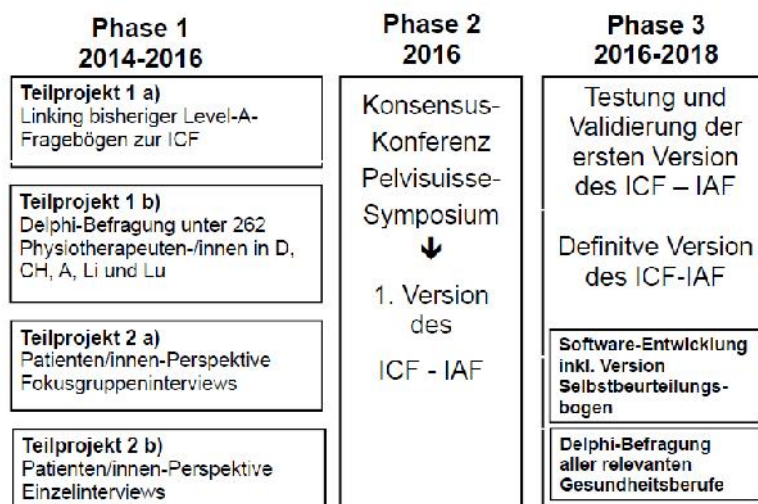 Phase 1
2014-2016
Teilprojekt 1 a)
Linking bisheriger Level-A-
Fragebögen zur ICF
Teilprojekt 1 b)
Delphi-Befragung unter 262
Physiotherapeuten-/innen in D,
CH, A, Li und Lu
Teilprojekt 2 a)
Patienten/innen-Perspektive
Fokusgruppeninterviews
Teilprojekt 2 b)
Patienten/innen-Perspektive
Einzelinterviews
Phase 2
2016
Konsensus-
Konferenz
Pelvisuisse-
Symposium
1. Version
des
ICF - IAF
Phase 3
2016-2018
Testung und
Validierung der
ersten Version
des ICF – IAF
Definitve Version
des ICF-IAF
Software-Entwicklung
inkl. Version
Selbstbeurteilungs-
bogen
Delphi-Befragung
aller relevanten
Gesundheitsberufe